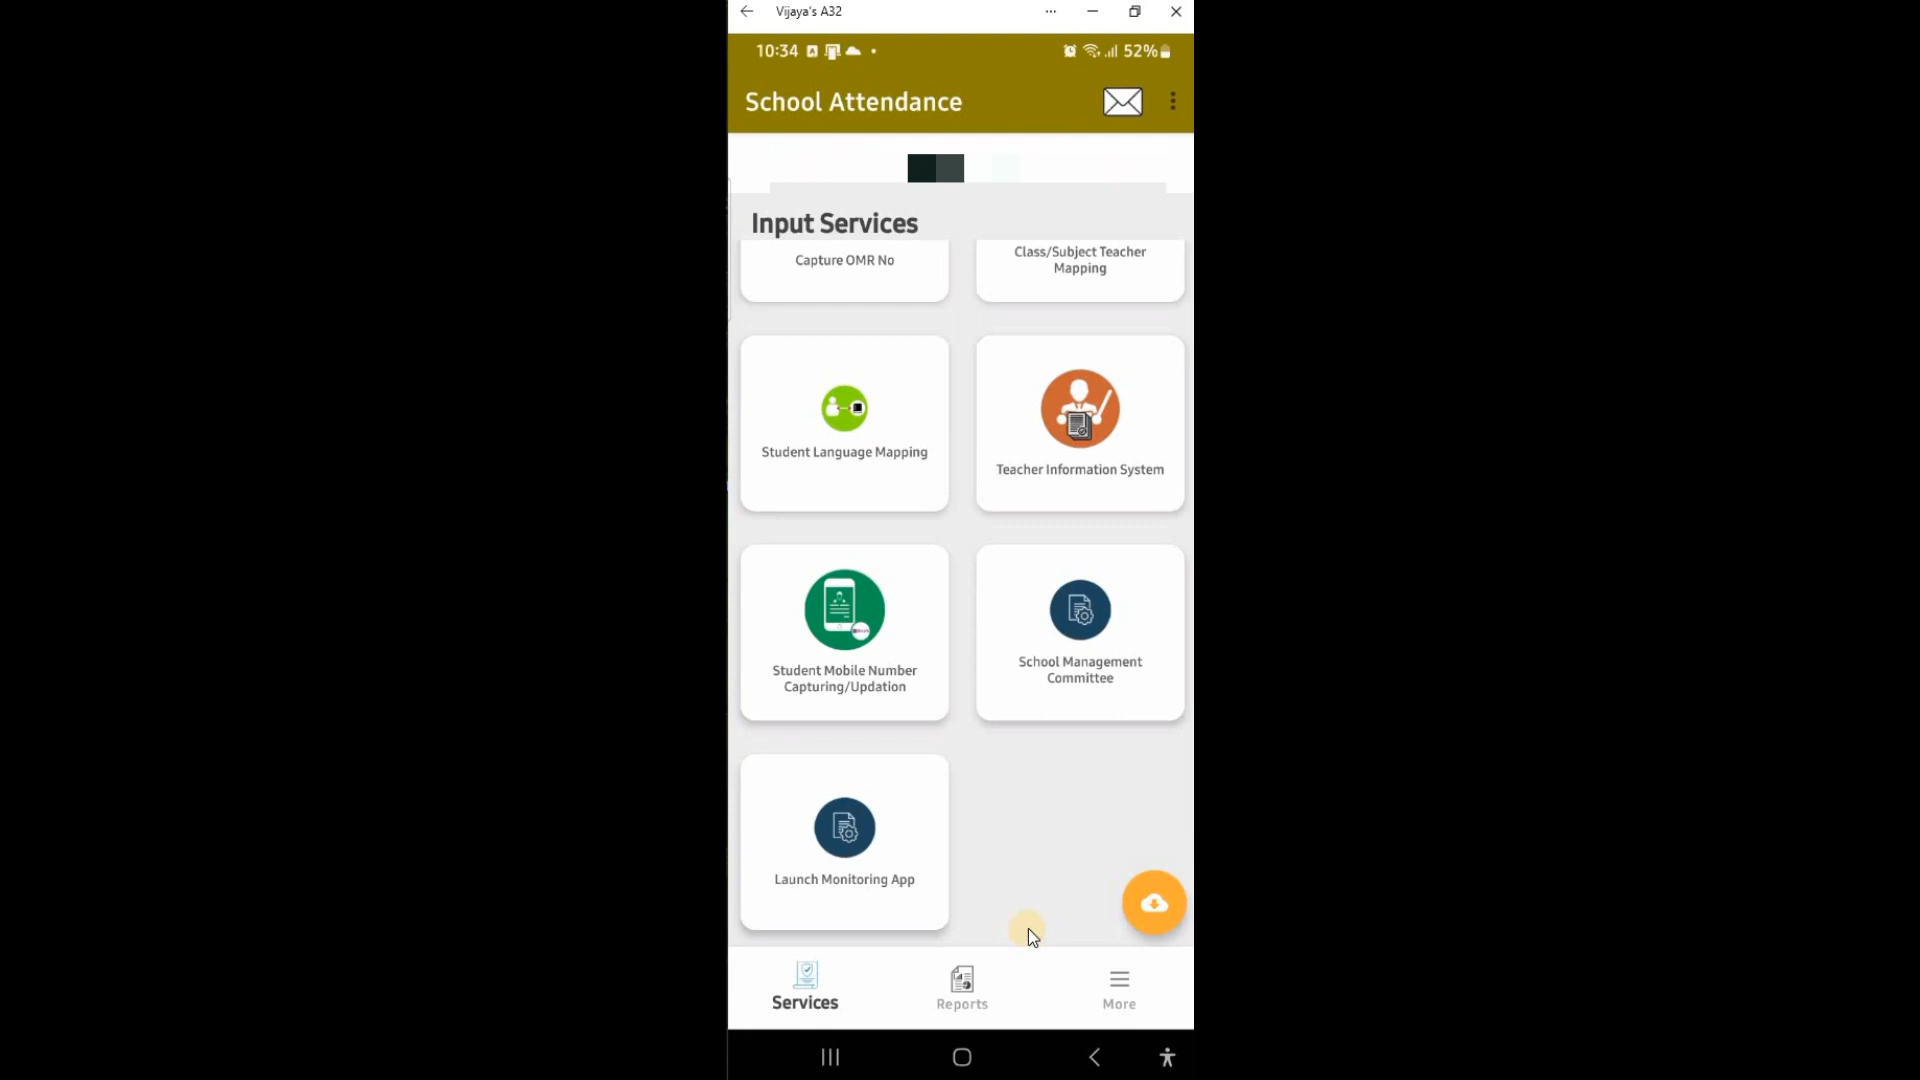 Vijaya's A32
10:34
52%
School Attendance
Input Services
Capture OMR No
Class/Subject Teacher
Mapping
Student Language Mapping
Teacher Information System
Student Mobile Number
Capturing/Updation
School Management
Committee
Launch Monitoring App
Services
Reports
More